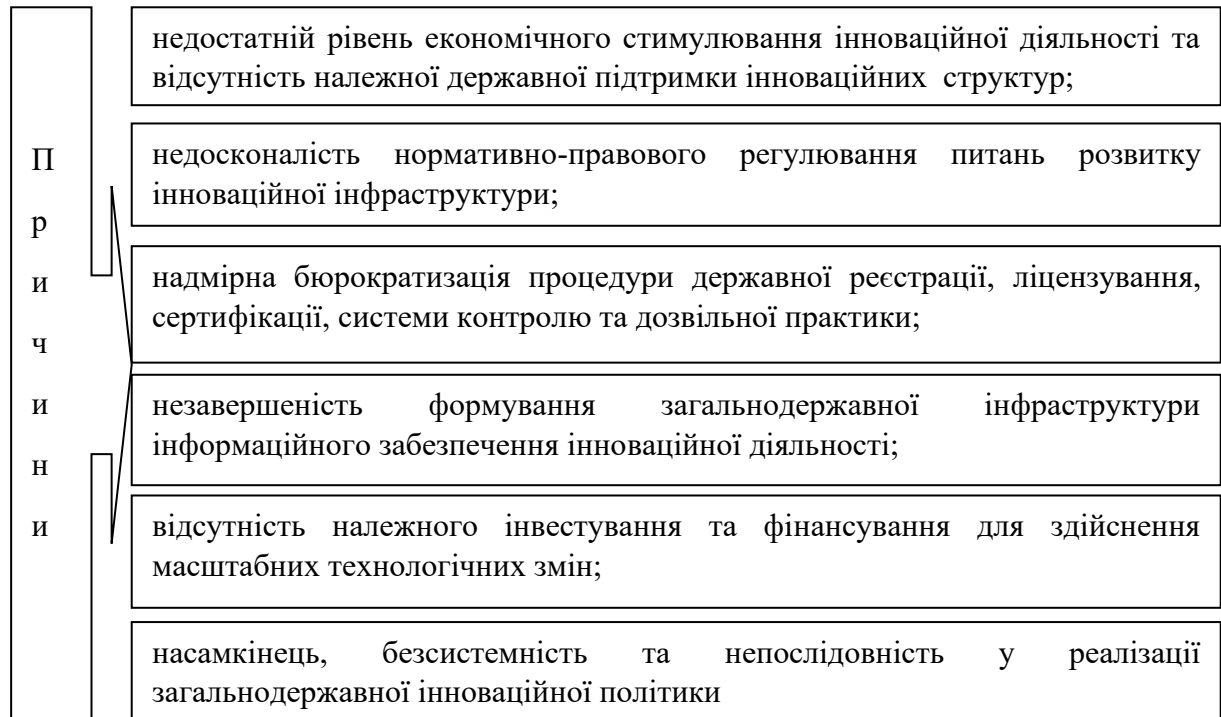 Причини
недостатній рівень економічного стимулювання інноваційної діяльності та
відсутність належної державної підтримки інноваційних структур;
недосконалість нормативно-правового регулювання питань розвитку
інноваційної інфраструктури;
надмірна бюрократизація процедури державної реєстрації, ліцензування,
сертифікації, системи контролю та дозвільної практики;
незавершеність формування загальнодержавної інфраструктури
інформаційного забезпечення інноваційної діяльності;
відсутність належного інвестування та фінансування для здійснення
масштабних технологічних змін;
насамкінець, безсистемність та непослідовність у реалізації
загальнодержавної інноваційної політики